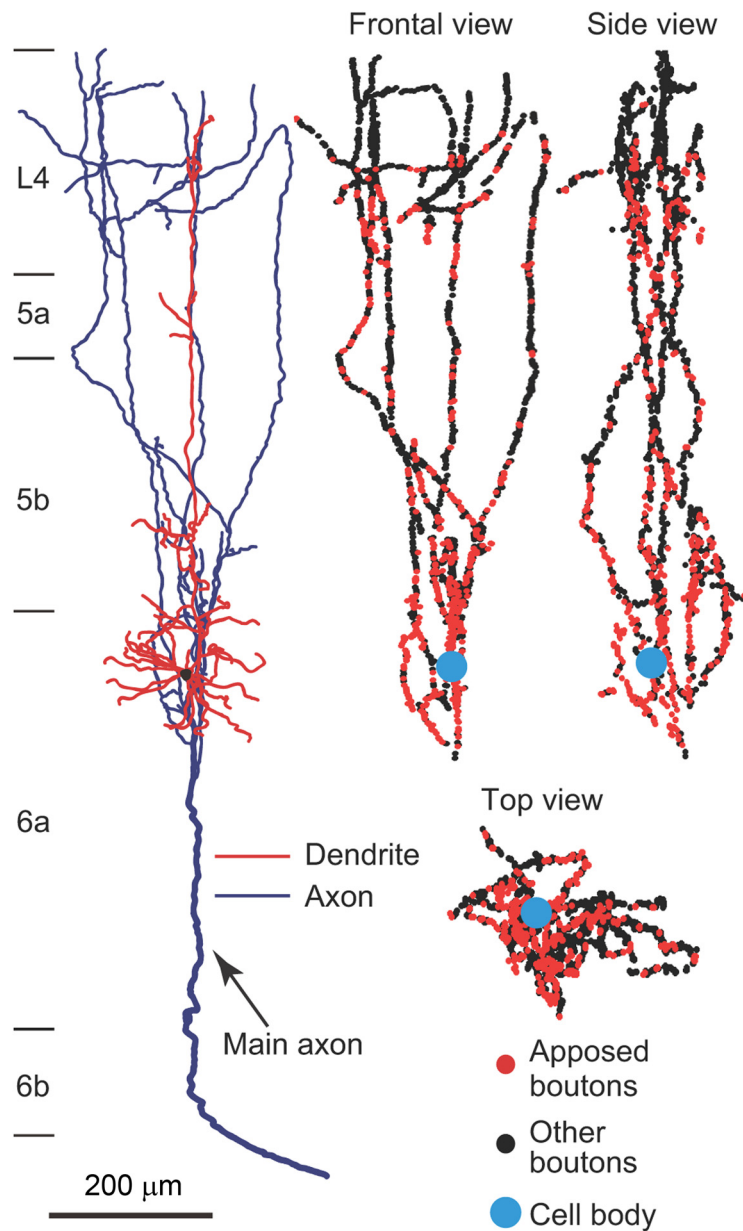 Frontal view
Side view
L4
5a
5b
6a
6b
Dendrite
Axon
Main axon
200 μm
Top view
Apposed
boutons
Other
boutons
Cell body